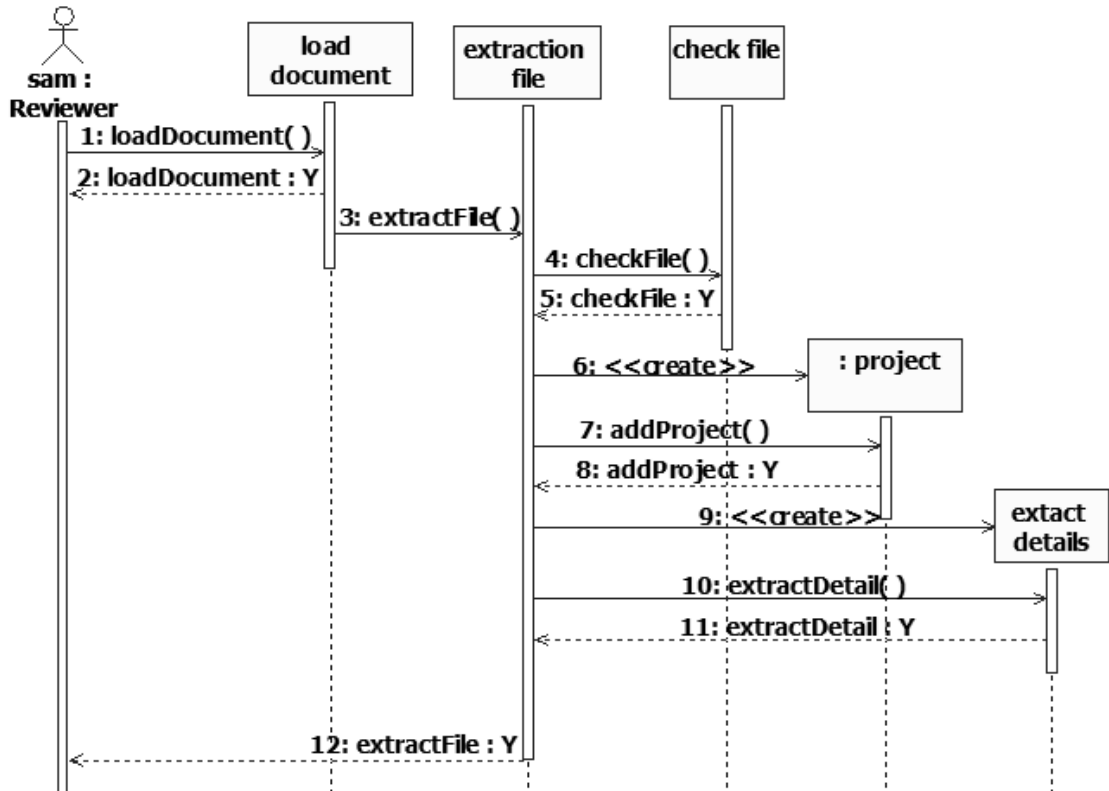 load
document
extraction
file
check file
sam :
Reviewer
1: loadDocument( )
2: loadDocument : Y
3: extractFile( )
4: checkFile( )
5: checkFile : Y
6: <<create>>
: project
7: addProject( )
8: addProject : Y
9: <<create>>
extact
details
10: extractDetail( )
11: extractDetail : Y
12: extractFile : Y